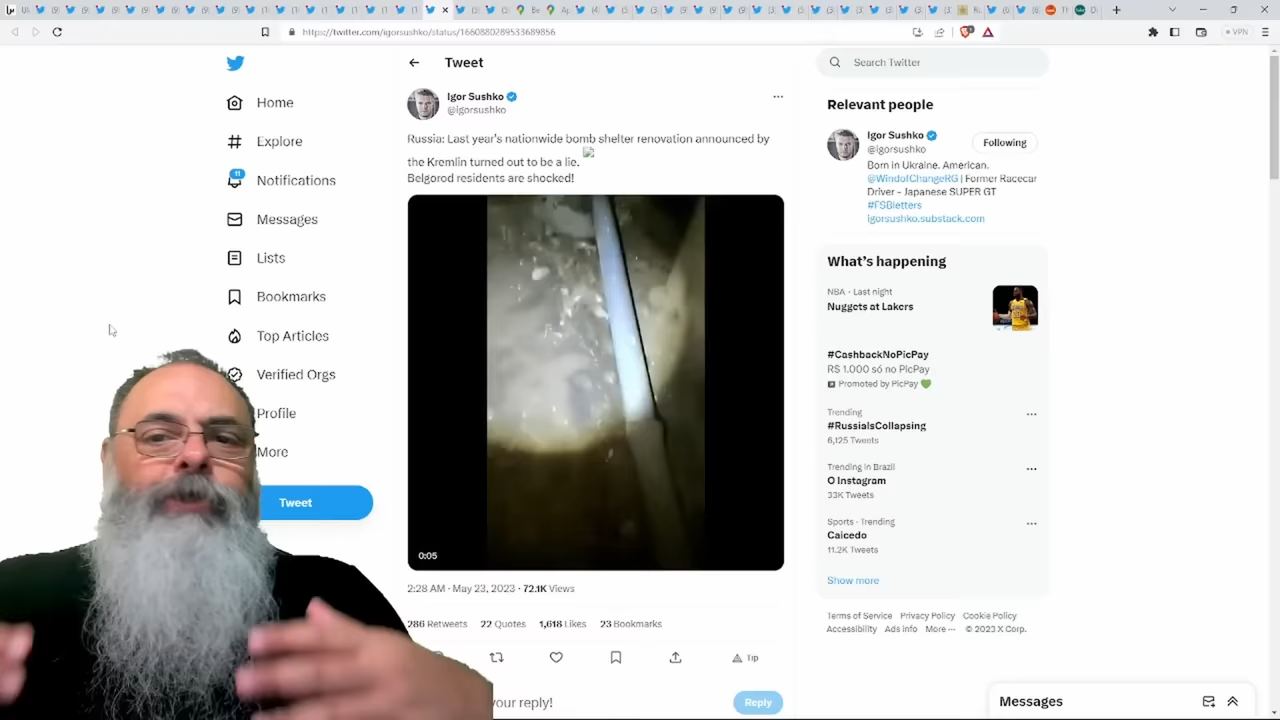 https://twitter.com/igorsushko/status/1660880289533689856
VPN
Home
Explore
11
Notifications
Messages
Lists
Bookmarks
Top Articles
Verified Orgs
Profile
More
Tweet
Tweet
Igor Sushko
@igorsushko
Russia: Last year's nationwide bomb shelter renovation announced by
the Kremlin turned out to be a lie.
Belgorod residents are shocked!
0:05
2:28 AM · May 23, 2023 · 72.1K Views
286 Retweets 22 Quotes 1,618 Likes 23 Bookmarks
Tip
your reply!
Reply
Search Twitter
Relevant people
Igor Sushko
@igorsushko
Following
Born in Ukraine. American.
@WindofChangeRG | Former Racecar
Driver - Japanese SUPER GT
#FSBletters
igorsushko.substack.com
What's happening
NBA · Last night
Nuggets at Lakers
#CashbackNoPicPay
R$ 1.000 só no PicPay
Promoted by PicPay
Trending
#RussiaIsCollapsing
6,125 Tweets
Trending in Brazil
O Instagram
33K Tweets
Sports · Trending
Caicedo
11.2K Tweets
Show more
Terms of Service Privacy Policy Cookie Policy
Accessibility Ads info More ··· © 2023 X Corp.
Messages